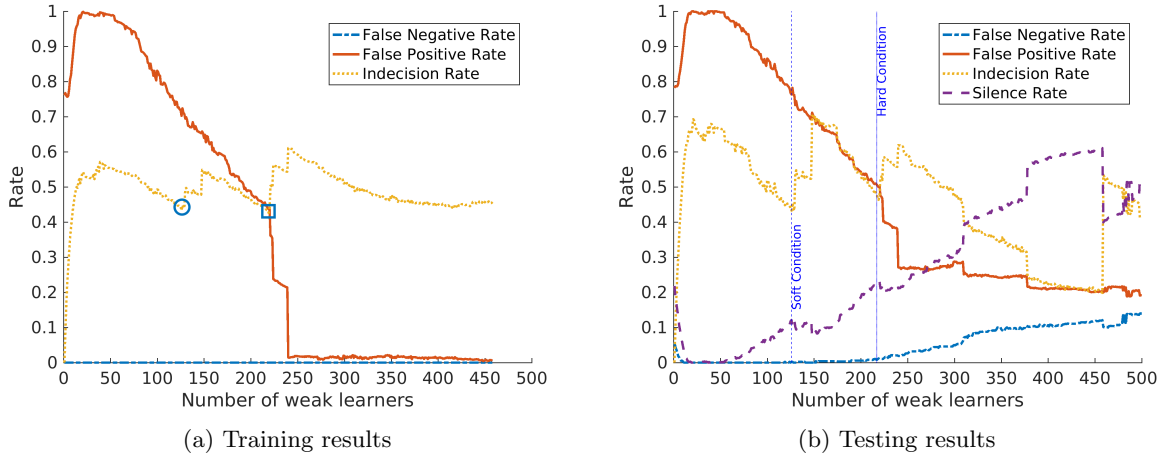 1
0.9
0.8
0.7
0.6
0.5
0.4
0.3
0.2
0.1
0
Rate
False Negative Rate
False Positive Rate
Indecision Rate
0 50 100 150 200 250 300 350 400 450 500
Number of weak learners
(a) Training results
1
0.9
0.8
0.7
0.6
0.5
0.4
0.3
0.2
0.1
0
Rate
Soft Condition
Hard Condition
False Negative Rate
False Positive Rate
Indecision Rate
Silence Rate
0 50 100 150 200 250 300 350 400 450 500
Number of weak learners
(b) Testing results